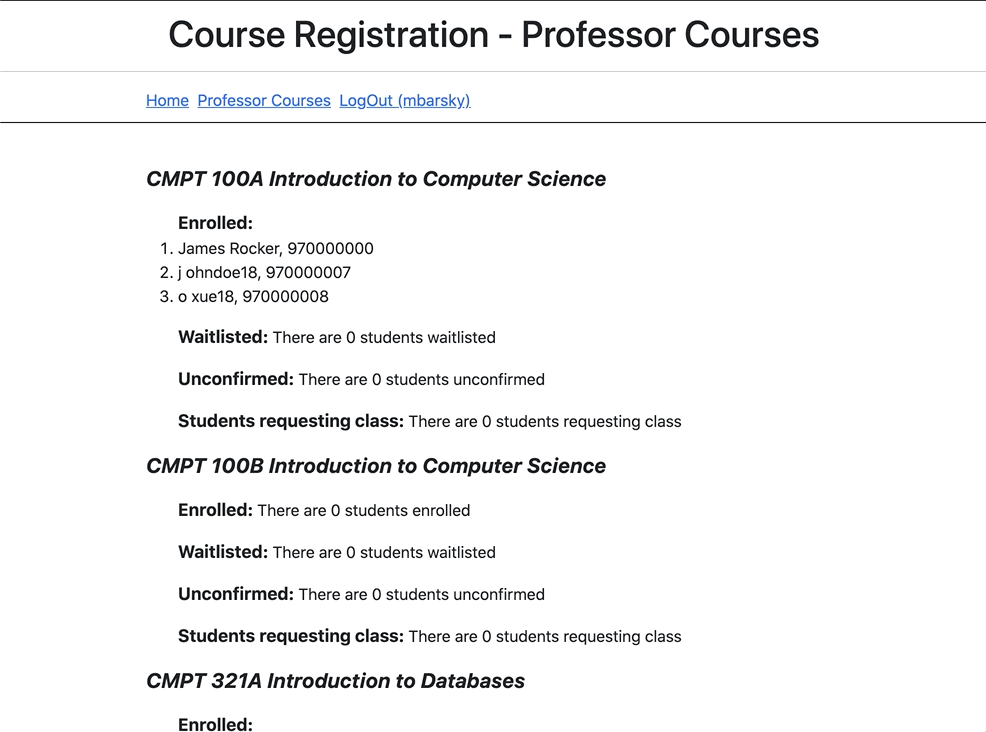 Course Registration - Professor Courses
Home Professor Courses LogOut (mbarsky)
CMPT 100A Introduction to Computer Science
Enrolled:
1. James Rocker, 970000000
2. j ohndoe18, 970000007
3. o xue18, 970000008
Waitlisted: There are 0 students waitlisted
Unconfirmed: There are 0 students unconfirmed
Students requesting class: There are 0 students requesting class
CMPT 100B Introduction to Computer Science
Enrolled: There are 0 students enrolled
Waitlisted: There are 0 students waitlisted
Unconfirmed: There are 0 students unconfirmed
Students requesting class: There are 0 students requesting class
CMPT 321A Introduction to Databases
Enrolled: